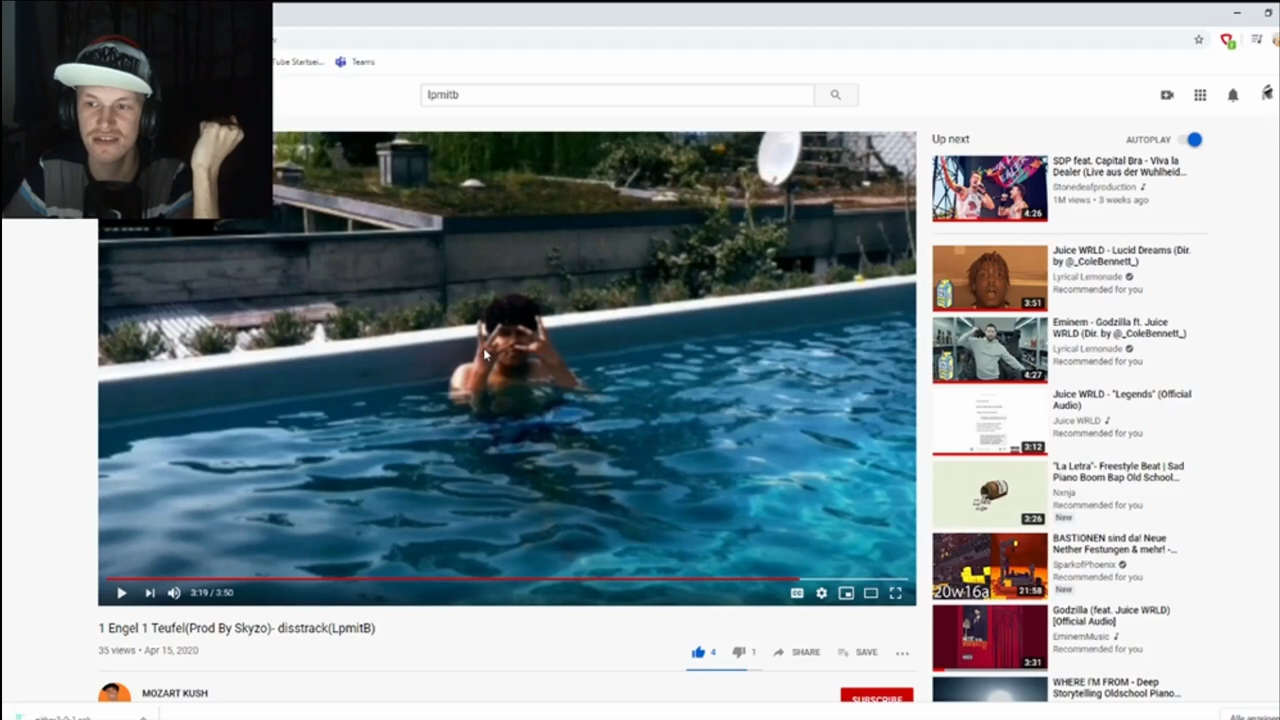 Teams
lpmitb
Up next
AUTOPLAY
SDP feat. Capital Bra - Viva la
Dealer (Live aus der Wuhlheid...
Stonedeafproduction
1M views • 3 weeks ago
4:26
Juice WRLD - Lucid Dreams (Dir.
by @_ColeBennett_)
Lyrical Lemonade
Recommended for you
3:51
Eminem - Godzilla ft. Juice
WRLD (Dir. by @_ColeBennett_)
Lyrical Lemonade
Recommended for you
4:27
Juice WRLD - "Legends" (Official
Audio)
Juice WRLD
Recommended for you
3:12
"La Letra"- Freestyle Beat | Sad
Piano Boom Bap Old School...
Nxnja
Recommended for you
New
3:26
BASTIONEN sind da! Neue
Nether Festungen & mehr! -...
SparkofPhoenix
Recommended for you
New
20w16a
21:58
Godzilla (feat. Juice WRLD)
[Official Audio]
EminemMusic
Recommended for you
3:31
WHERE I'M FROM - Deep
Storytelling Oldschool Piano...
3:19 / 3:50
1 Engel 1 Teufel(Prod By Skyzo)- disstrack(LpmitB)
35 views • Apr 15, 2020
4
1
SHARE
SAVE
MOZART KUSH
SUBSCRIBE